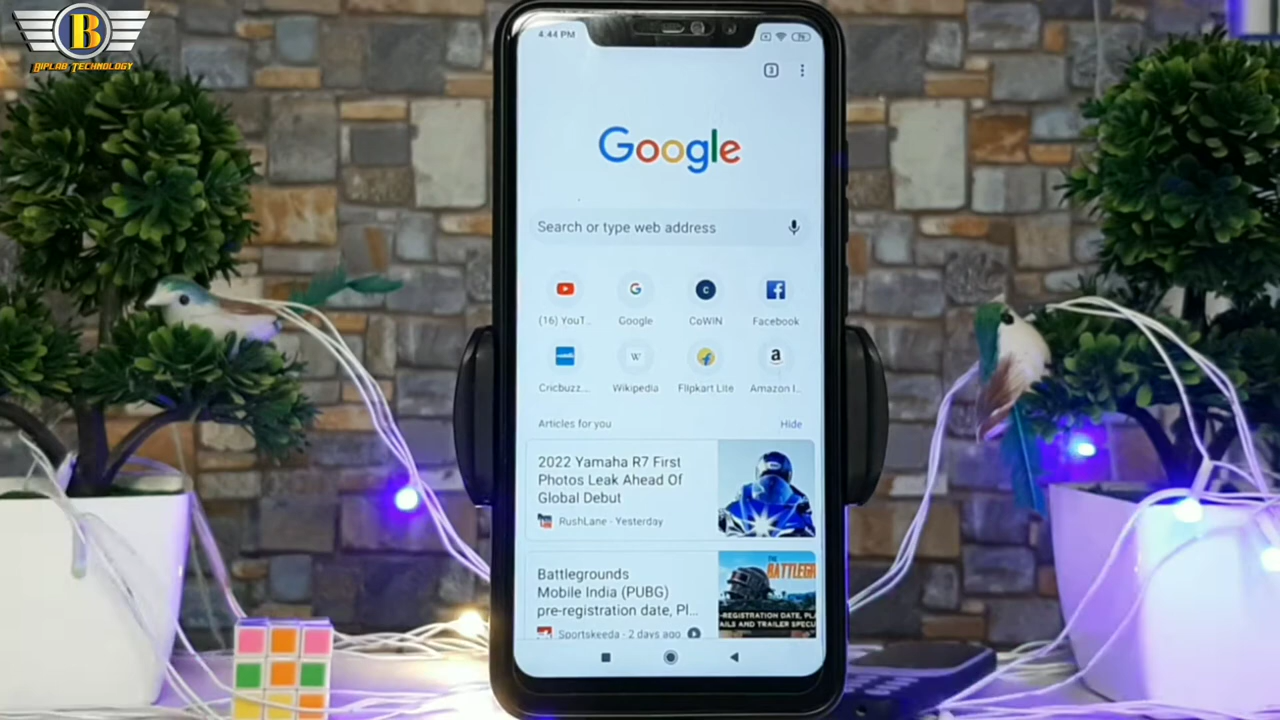 B
BIPLAB TECHNOLOGY
4:44 PM
3
Google
Search or type web address
(16) YouT...
Google
CoWIN
Facebook
Cricbuzz....
Wikipedia
Flipkart Lite
Amazon I...
Articles for you
Hide
2022 Yamaha R7 First
Photos Leak Ahead Of
Global Debut
RushLane - Yesterday
Battlegrounds
Mobile India (PUBG)
pre-registration date, Pl...
Sportskeeda - 2 days ago